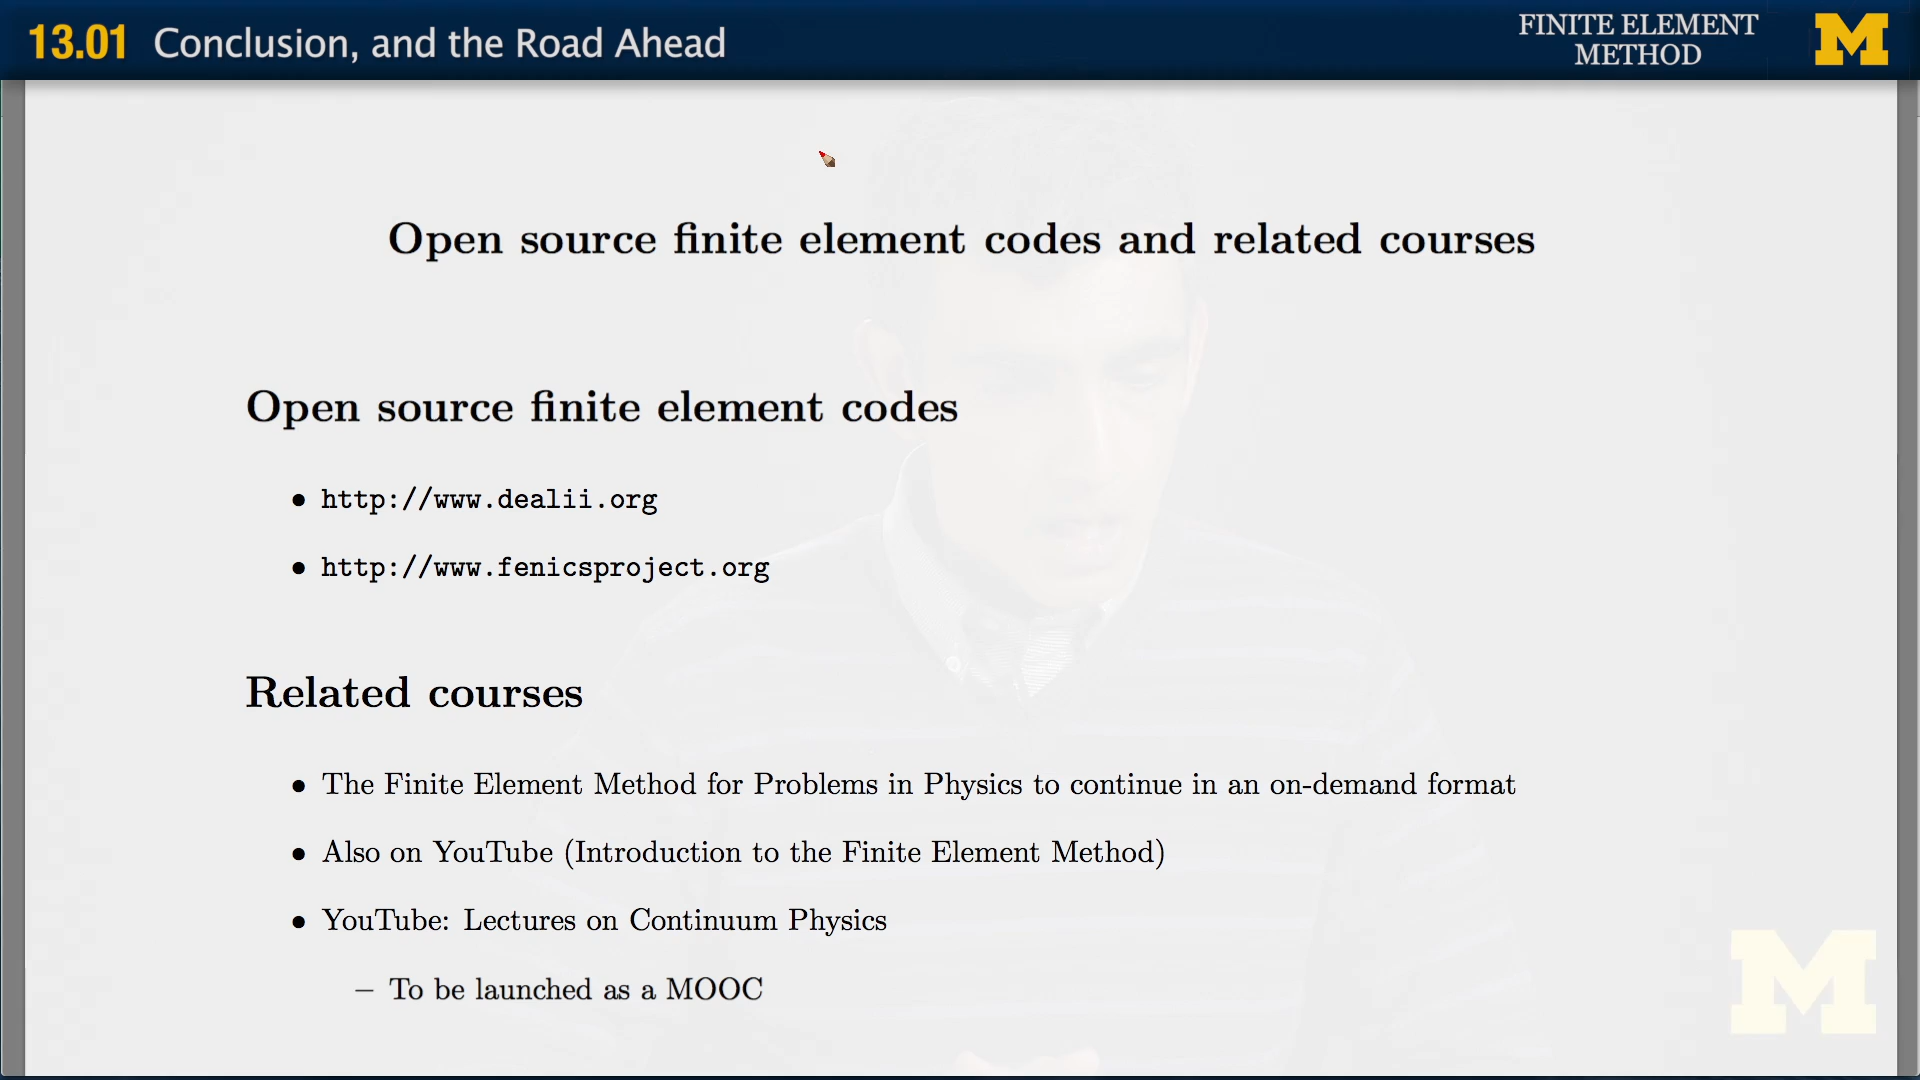 13.01 Conclusion, and the Road Ahead
FINITE ELEMENT
METHOD
M
Open source finite element codes and related courses
Open source finite element codes
• http://www.dealii.org
• http://www.fenicsproject.org
Related courses
• The Finite Element Method for Problems in Physics to continue in an on-demand format
• Also on YouTube (Introduction to the Finite Element Method)
• YouTube: Lectures on Continuum Physics
– To be launched as a MOOC
M